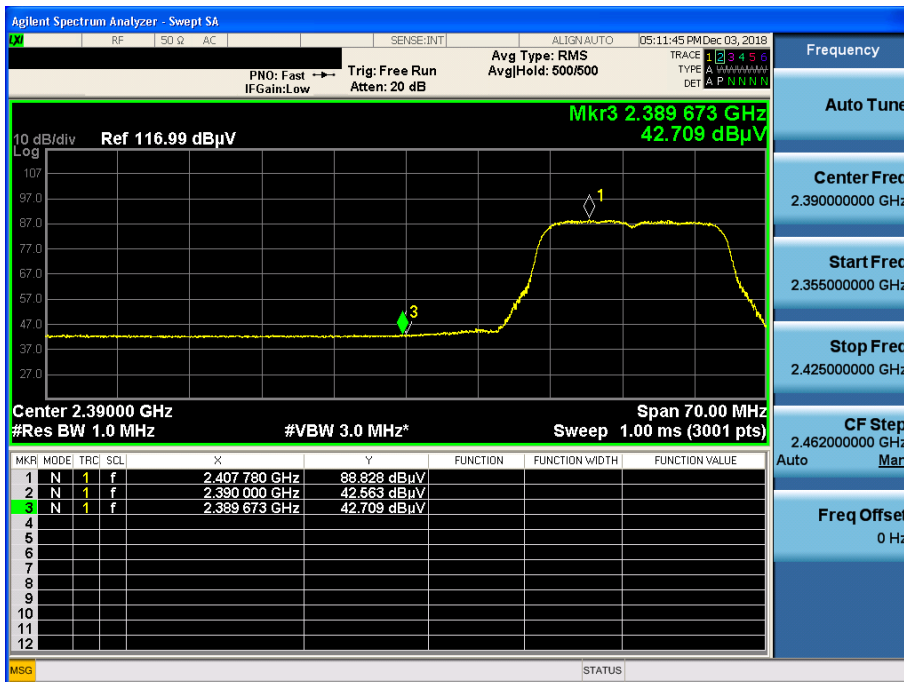 Agilent Spectrum Analyzer - Swept SA
LXI RF 50 Ω AC SENSE:INT ALIGN AUTO 05:11:45 PM Dec 03, 2018
Frequency
PNO: Fast
IFGain:Low
Trig: Free Run
Atten: 20 dB
Avg Type: RMS
Avg|Hold: 500/500
TRACE 1 2 3 4 5 6
TYPE A WWWWW
DET A P N N N N
Auto Tune
Mkr3 2.389 673 GHz
42.709 dBµV
10 dB/div Ref 116.99 dBµV
Log
107
97.0
87.0
77.0
67.0
57.0
47.0
37.0
27.0
1
3
Center Freq
2.390000000 GHz
Start Freq
2.355000000 GHz
Stop Freq
2.425000000 GHz
Center 2.39000 GHz Span 70.00 MHz
#Res BW 1.0 MHz #VBW 3.0 MHz* Sweep 1.00 ms (3001 pts)
CF Step
2.462000000 GHz
Auto Man
Freq Offset
0 Hz
MKR MODE TRC SCL X Y FUNCTION FUNCTION WIDTH FUNCTION VALUE
1 N 1 f 2.407 780 GHz 88.828 dBµV
2 N 1 f 2.390 000 GHz 42.563 dBµV
3 N 1 f 2.389 673 GHz 42.709 dBµV
4
5
6
7
8
9
10
11
12
MSG STATUS